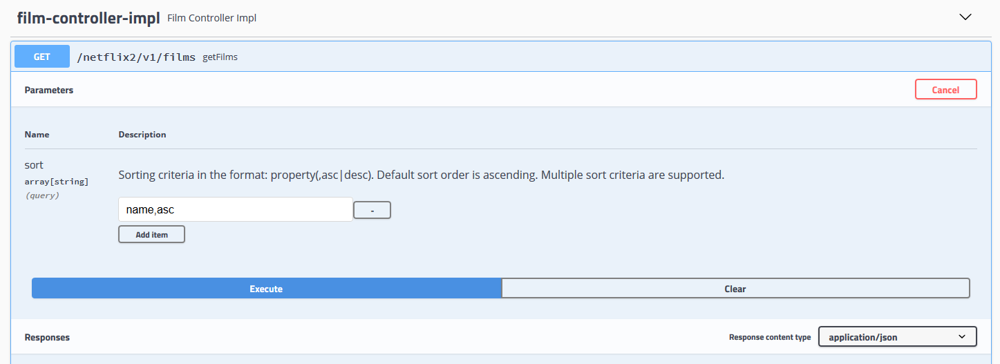 film-controller-impl Film Controller Impl
GET /netflix2/v1/films getFilms
Parameters Cancel
Name Description
sort
array[string]
(query)
Sorting criteria in the format: property(,asc|desc). Default sort order is ascending. Multiple sort criteria are supported.
name,asc -
Add item
Execute Clear
Responses Response content type application/json